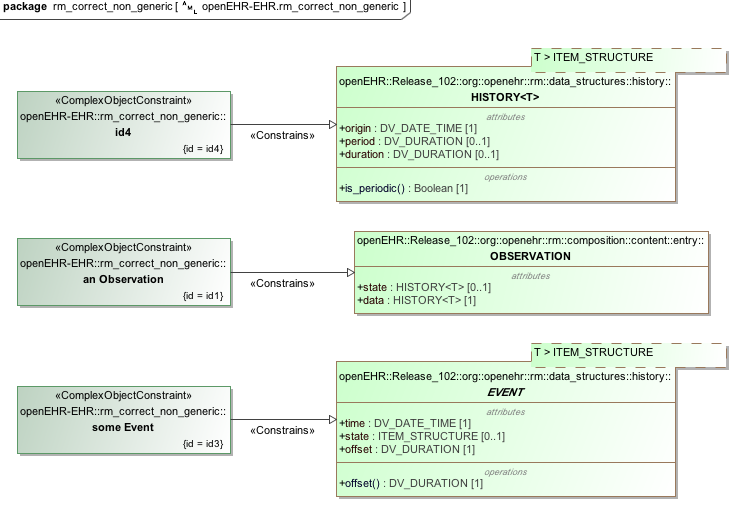 package rm_correct_non_generic [ AML openEHR-EHR.rm_correct_non_generic ]
T > ITEM_STRUCTURE
«ComplexObjectConstraint»
openEHR-EHR::rm_correct_non_generic::
id4
{id = id4}
«Constrains»
openEHR::Release_102::org::openehr::rm::data_structures::history::
HISTORY<T>
attributes
+origin : DV_DATE_TIME [1]
+period : DV_DURATION [0..1]
+duration : DV_DURATION [0..1]
operations
+is_periodic() : Boolean [1]
«ComplexObjectConstraint»
openEHR-EHR::rm_correct_non_generic::
an Observation
{id = id1}
«Constrains»
openEHR::Release_102::org::openehr::rm::composition::content::entry::
OBSERVATION
attributes
+state : HISTORY<T> [0..1]
+data : HISTORY<T> [1]
T > ITEM_STRUCTURE
«ComplexObjectConstraint»
openEHR-EHR::rm_correct_non_generic::
some Event
{id = id3}
«Constrains»
openEHR::Release_102::org::openehr::rm::data_structures::history::
EVENT
attributes
+time : DV_DATE_TIME [1]
+state : ITEM_STRUCTURE [0..1]
+offset : DV_DURATION [1]
operations
+offset() : DV_DURATION [1]